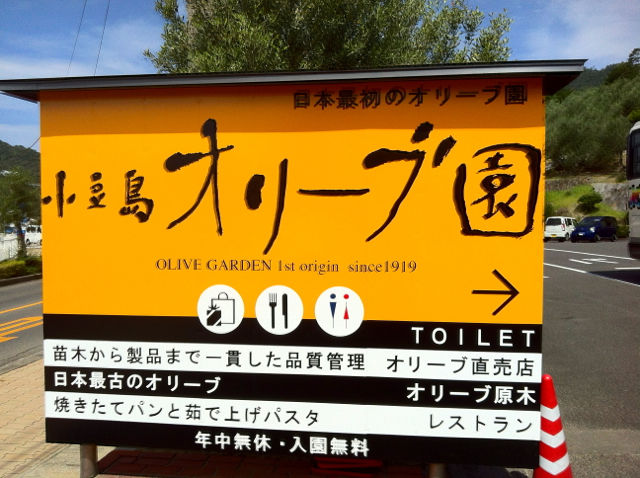 日本最初のオリーブ園
小豆島オリーブ園
OLIVE GARDEN 1st origin since1919
TOILET
苗木から製品まで一貫した品質管理 オリーブ直売店
日本最古のオリーブ オリーブ原木
焼きたてパンと茹で上げパスタ レストラン
年中無休・入園無料